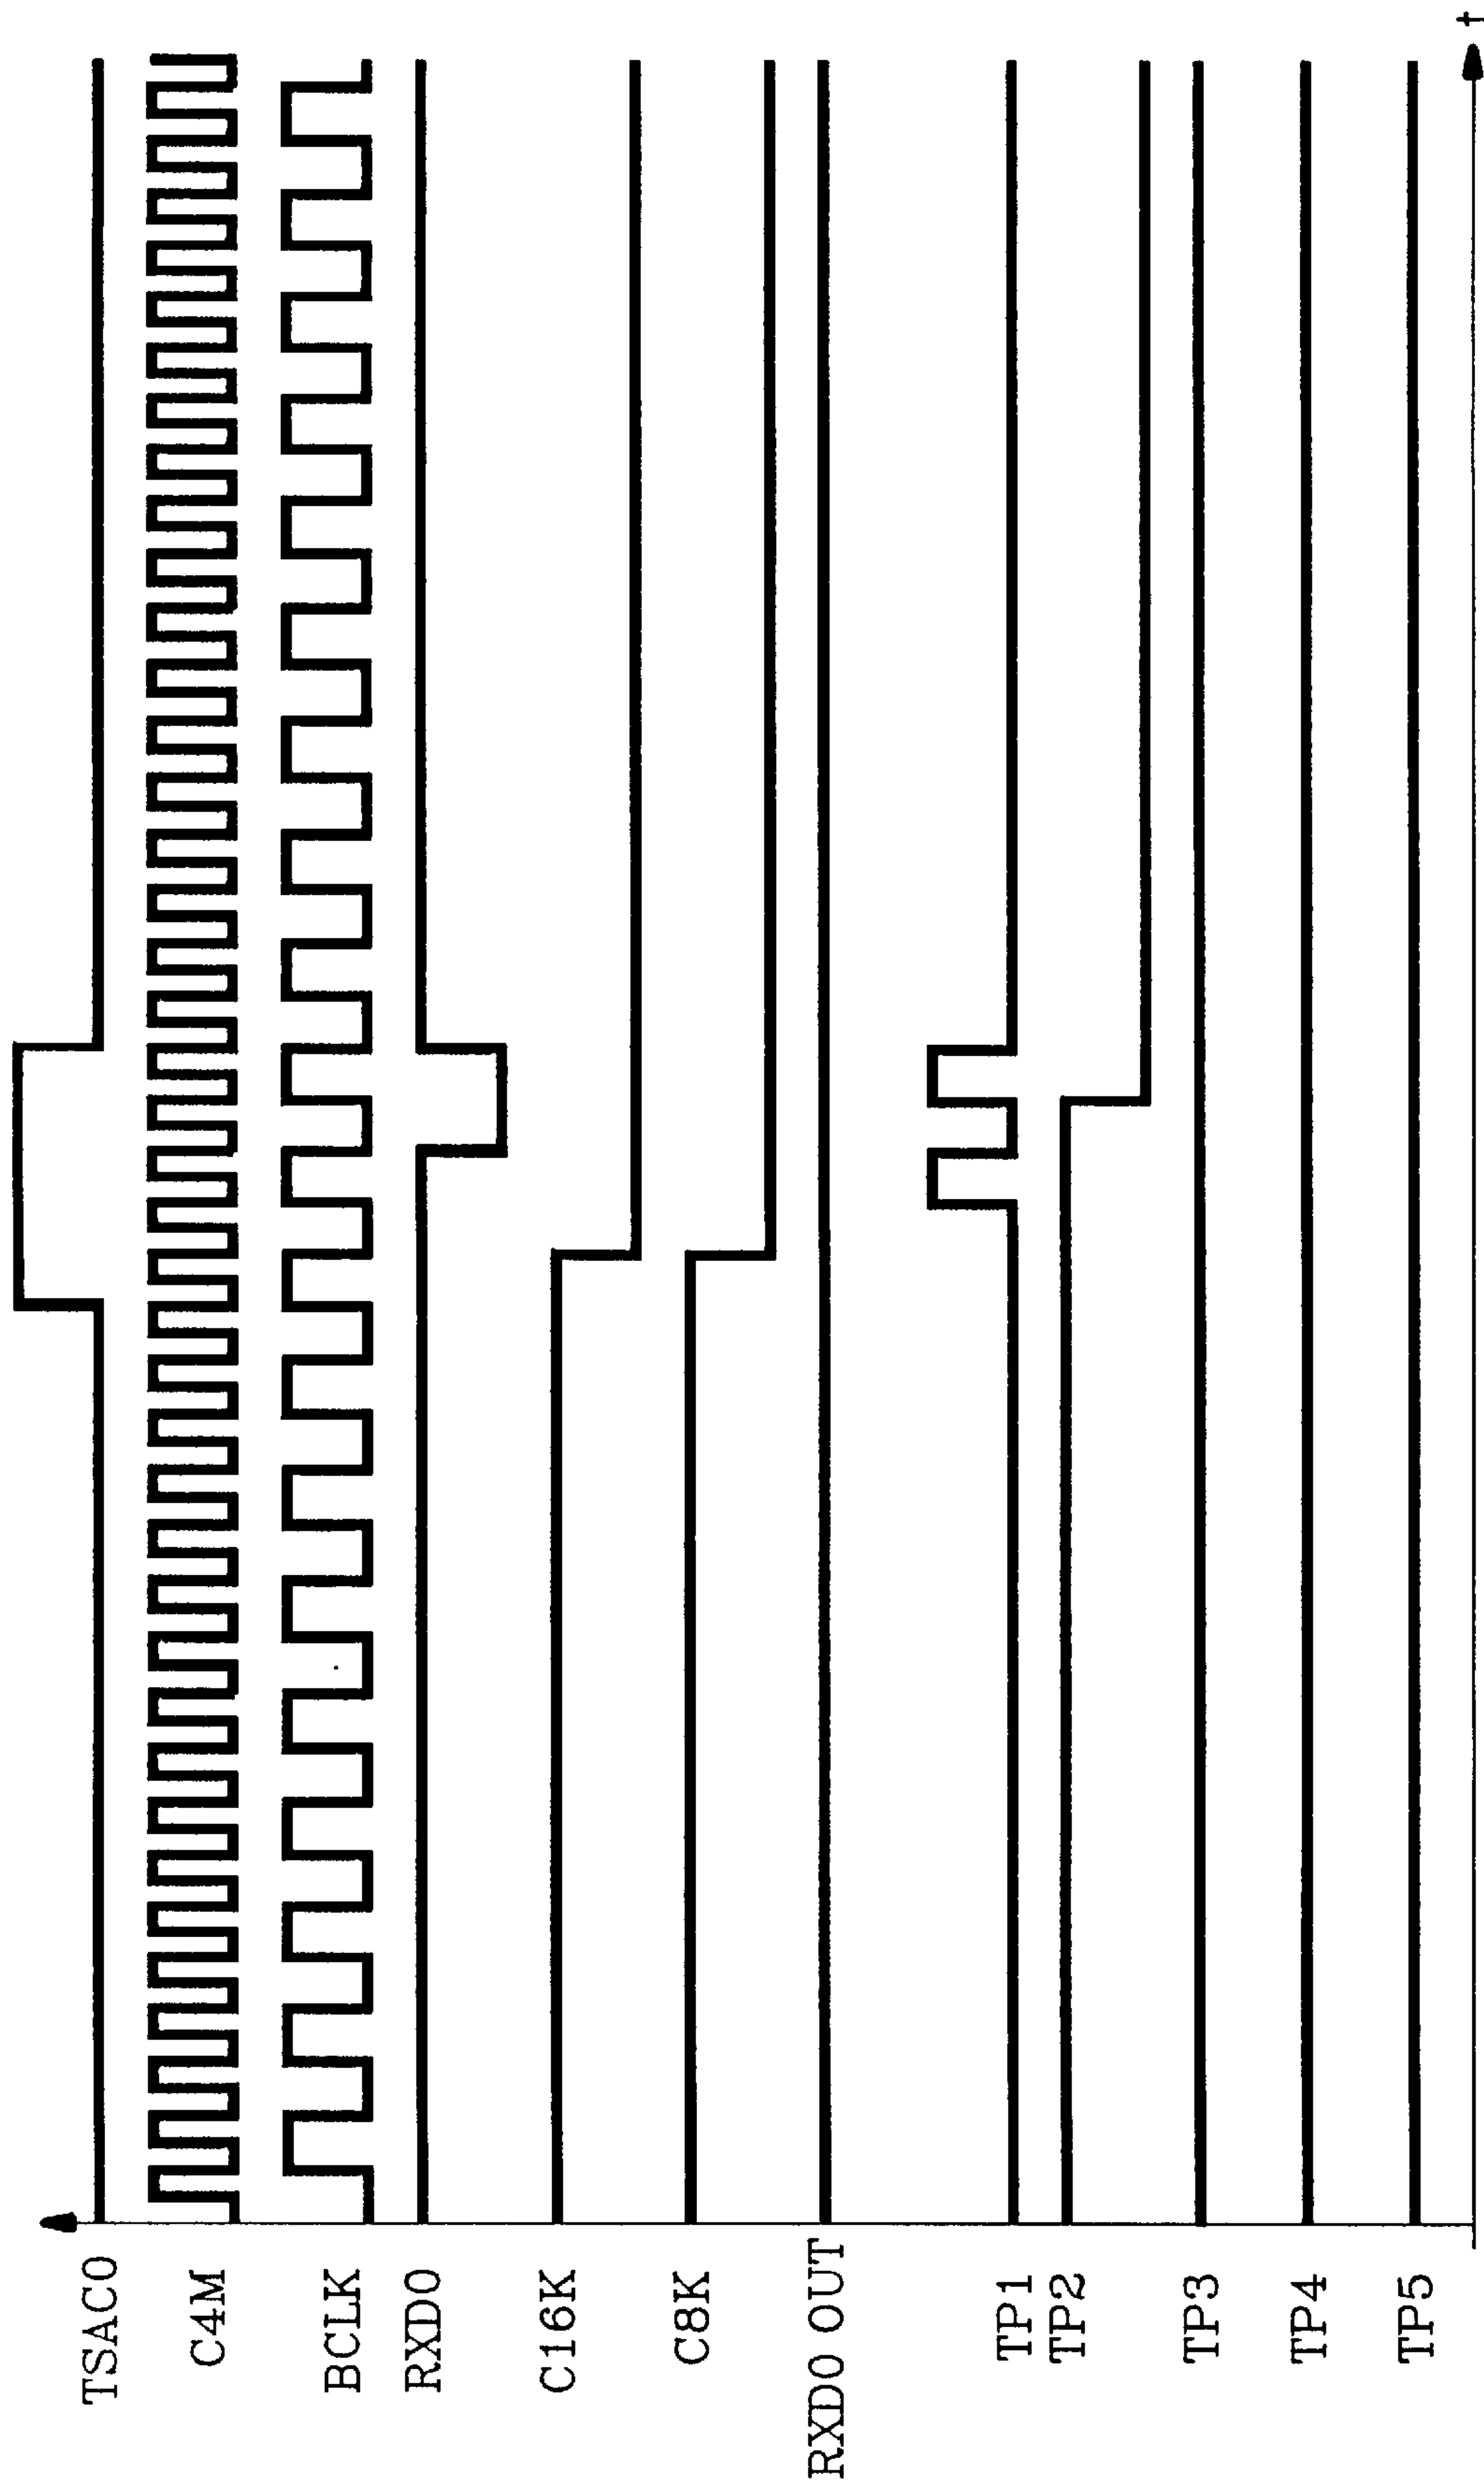 TSAC0
C4M
BCLK
RXD0
C16K
C8K
RXD0 OUT
TP1
TP2
TP3
TP4
TP5
t